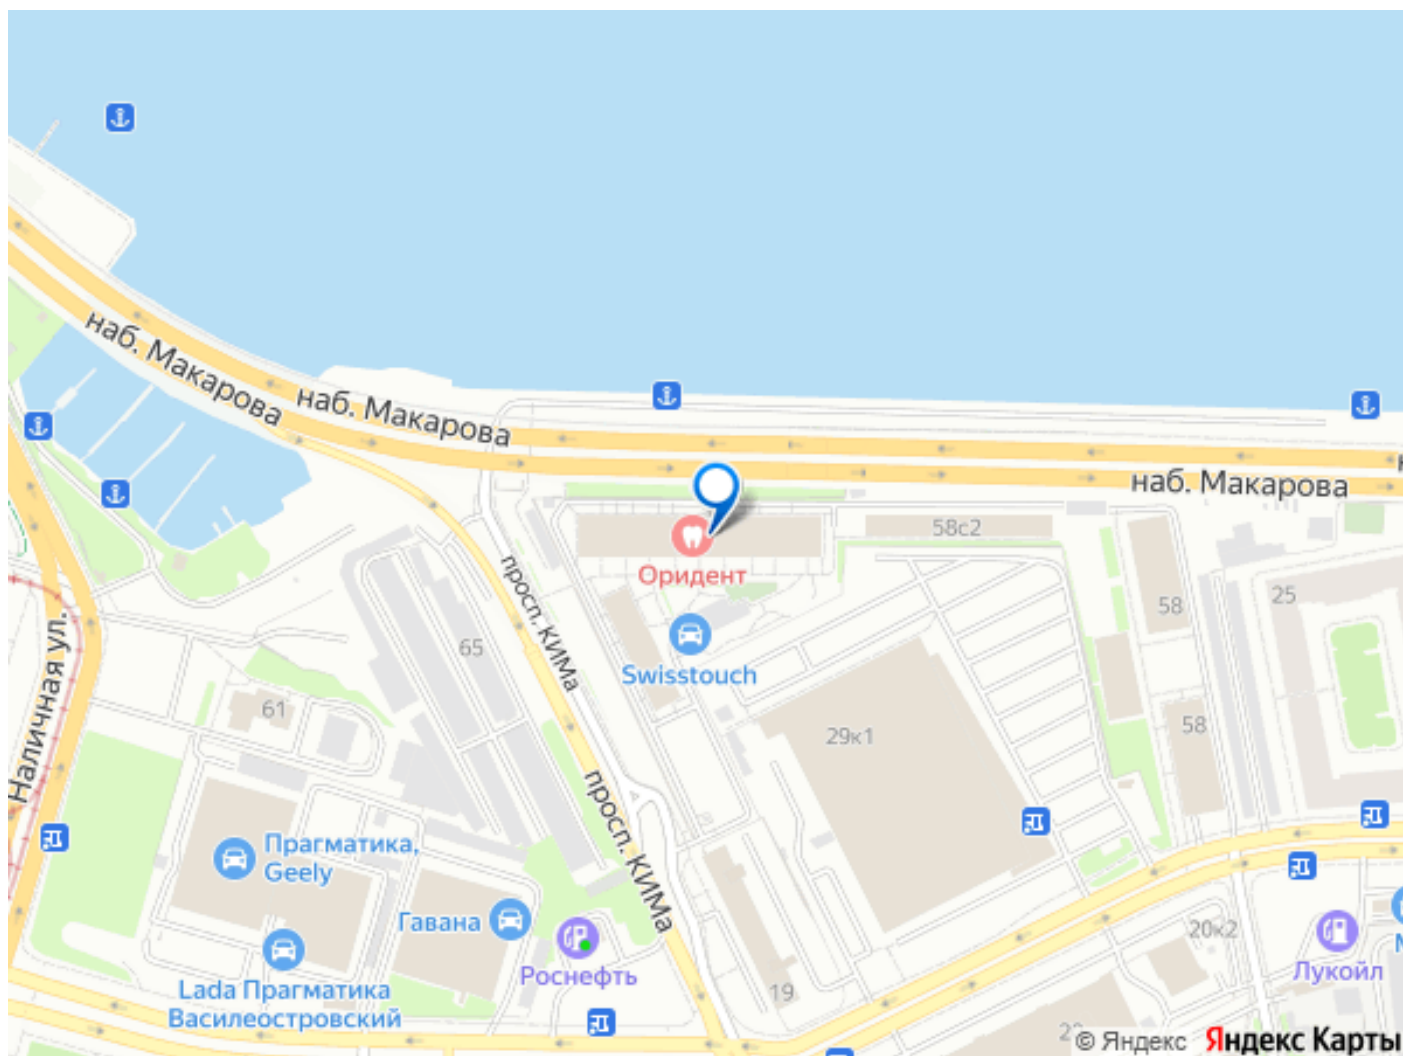 наб. Макарова
наб. Макарова
наб. Макарова
58с2
Оридент
просп. КИМа
58
25
65
Swisstouch
Наличная ул.
61
58
29к1
просп. КИМа
Прагматика,
Geely
Гавана
20к2
Роснефть
Лукойл
Lada Прагматика
Василеостровский
19
© Яндекс Яндекс Карты